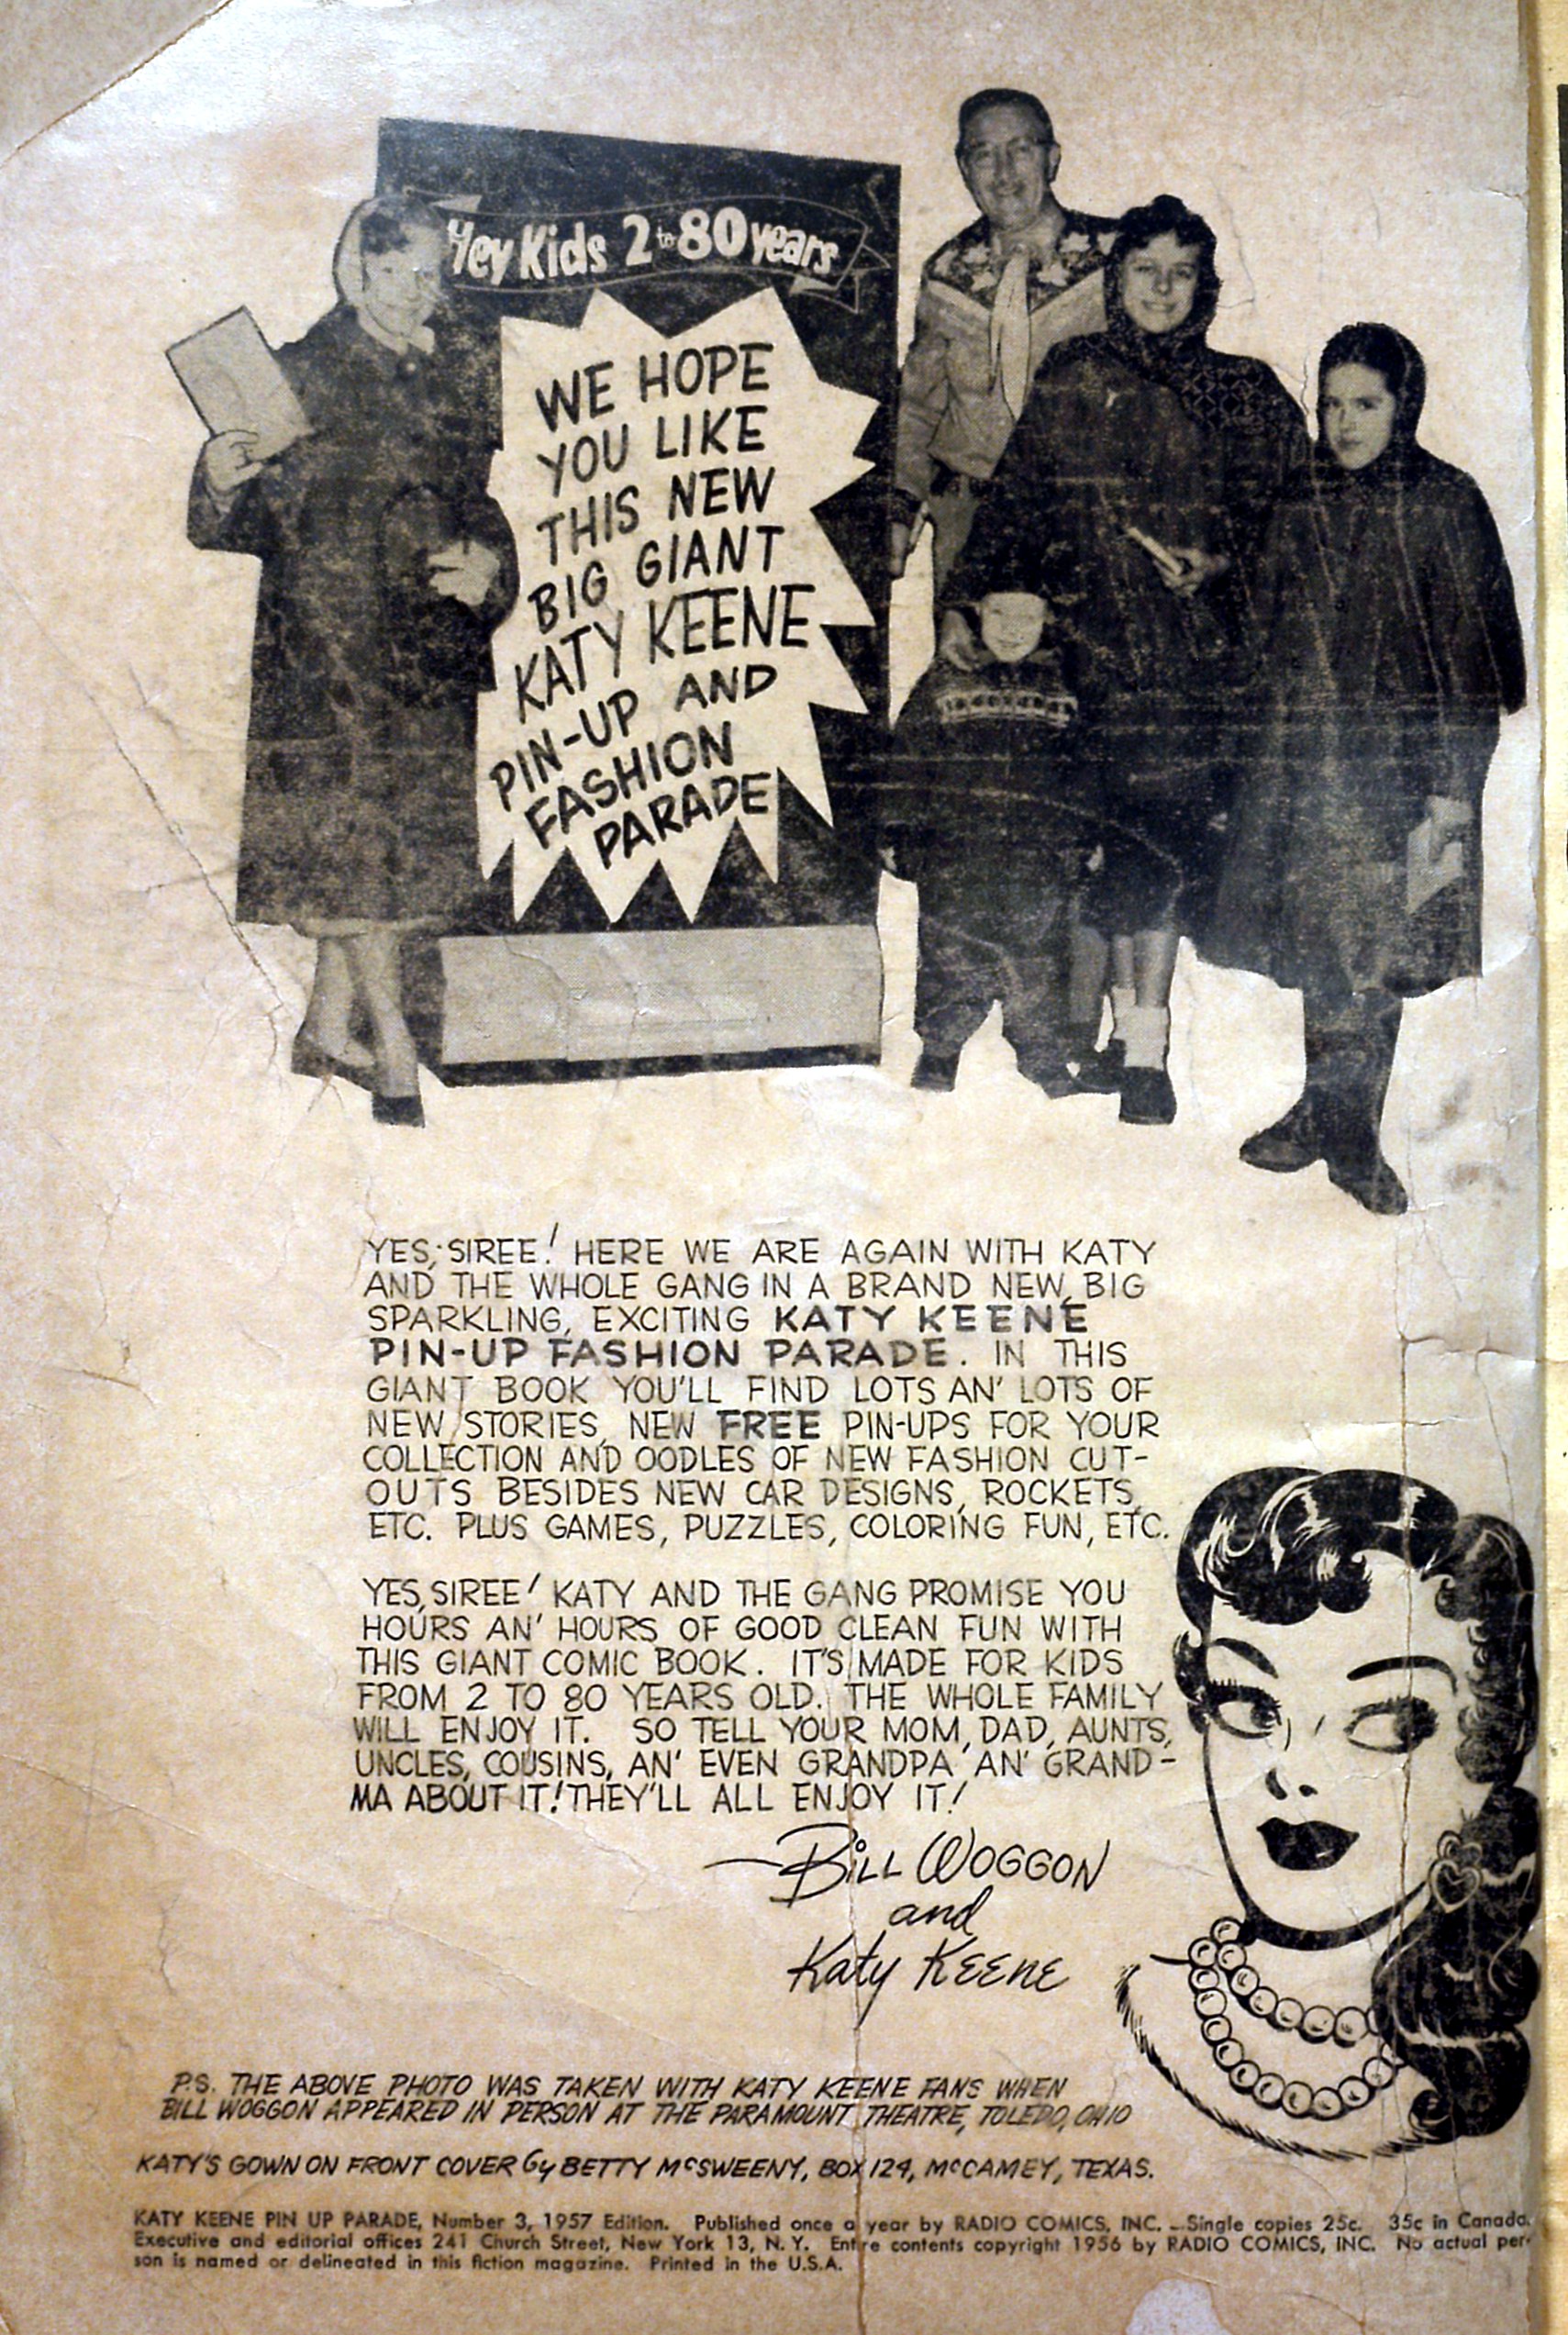 Hey Kids 2 to 80 years
WE HOPE
YOU LIKE
THIS NEW
BIG GIANT
KATY KEENE
PIN-UP AND
FASHION
PARADE
YES, SIREE! HERE WE ARE AGAIN WITH KATY
AND THE WHOLE GANG IN A BRAND NEW, BIG
SPARKLING, EXCITING KATY KEENE
PIN-UP FASHION PARADE. IN THIS
GIANT BOOK YOU'LL FIND LOTS AN' LOTS OF
NEW STORIES, NEW FREE PIN-UPS FOR YOUR
COLLECTION AND OODLES OF NEW FASHION CUT-
OUTS BESIDES NEW CAR DESIGNS, ROCKETS,
ETC. PLUS GAMES, PUZZLES, COLORING FUN, ETC.
YES, SIREE! KATY AND THE GANG PROMISE YOU
HOURS AN' HOURS OF GOOD CLEAN FUN WITH
THIS GIANT COMIC BOOK. IT'S MADE FOR KIDS
FROM 2 TO 80 YEARS OLD. THE WHOLE FAMILY
WILL ENJOY IT. SO TELL YOUR MOM, DAD, AUNTS,
UNCLES, COUSINS, AN' EVEN GRANDPA AN' GRAND-
MA ABOUT IT! THEY'LL ALL ENJOY IT!
—BILL WOGGON
and
Katy Keene
P.S. THE ABOVE PHOTO WAS TAKEN WITH KATY KEENE FANS WHEN
BILL WOGGON APPEARED IN PERSON AT THE PARAMOUNT THEATRE, TOLEDO, OHIO
KATY'S GOWN ON FRONT COVER by BETTY McSWEENY, BOX 124, McCAMEY, TEXAS.
KATY KEENE PIN UP PARADE, Number 3, 1957 Edition. Published once a year by RADIO COMICS, INC. — Single copies 25c. 35c in Canada.
Executive and editorial offices 241 Church Street, New York 13, N. Y. Entire contents copyright 1956 by RADIO COMICS, INC. No actual per-
son is named or delineated in this fiction magazine. Printed in the U.S.A.